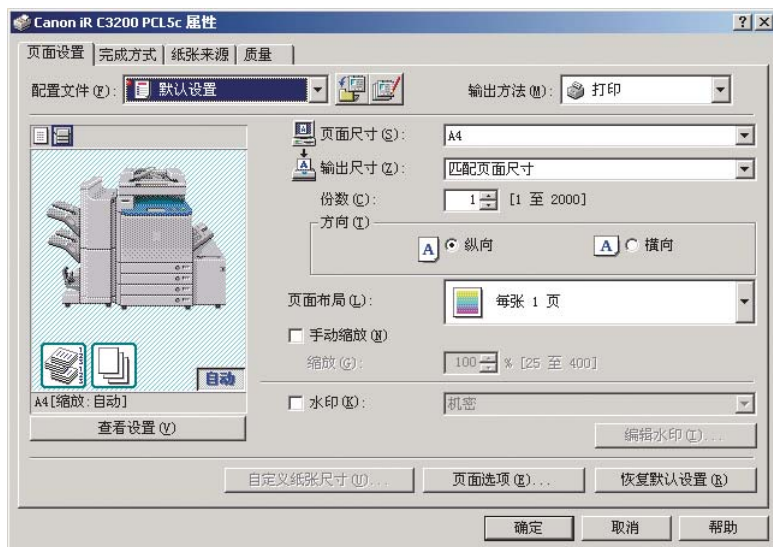 Canon iR C3200 PCL5c 属性
页面设置 完成方式 纸张来源 质量
配置文件(F): 默认设置 输出方法(M): 打印
页面尺寸(S): A4
输出尺寸(Z): 匹配页面尺寸
份数(C): 1 [1 至 2000]
方向(T)
A 纵向 A 横向
页面布局(L): 每张 1 页
手动缩放(N)
缩放(G): 100 % [25 至 400]
自动
A4[缩放:自动]
水印(K): 机密
查看设置(V)
编辑水印(I)...
自定义纸张尺寸(U)... 页面选项(E)... 恢复默认设置(R)
确定 取消 帮助